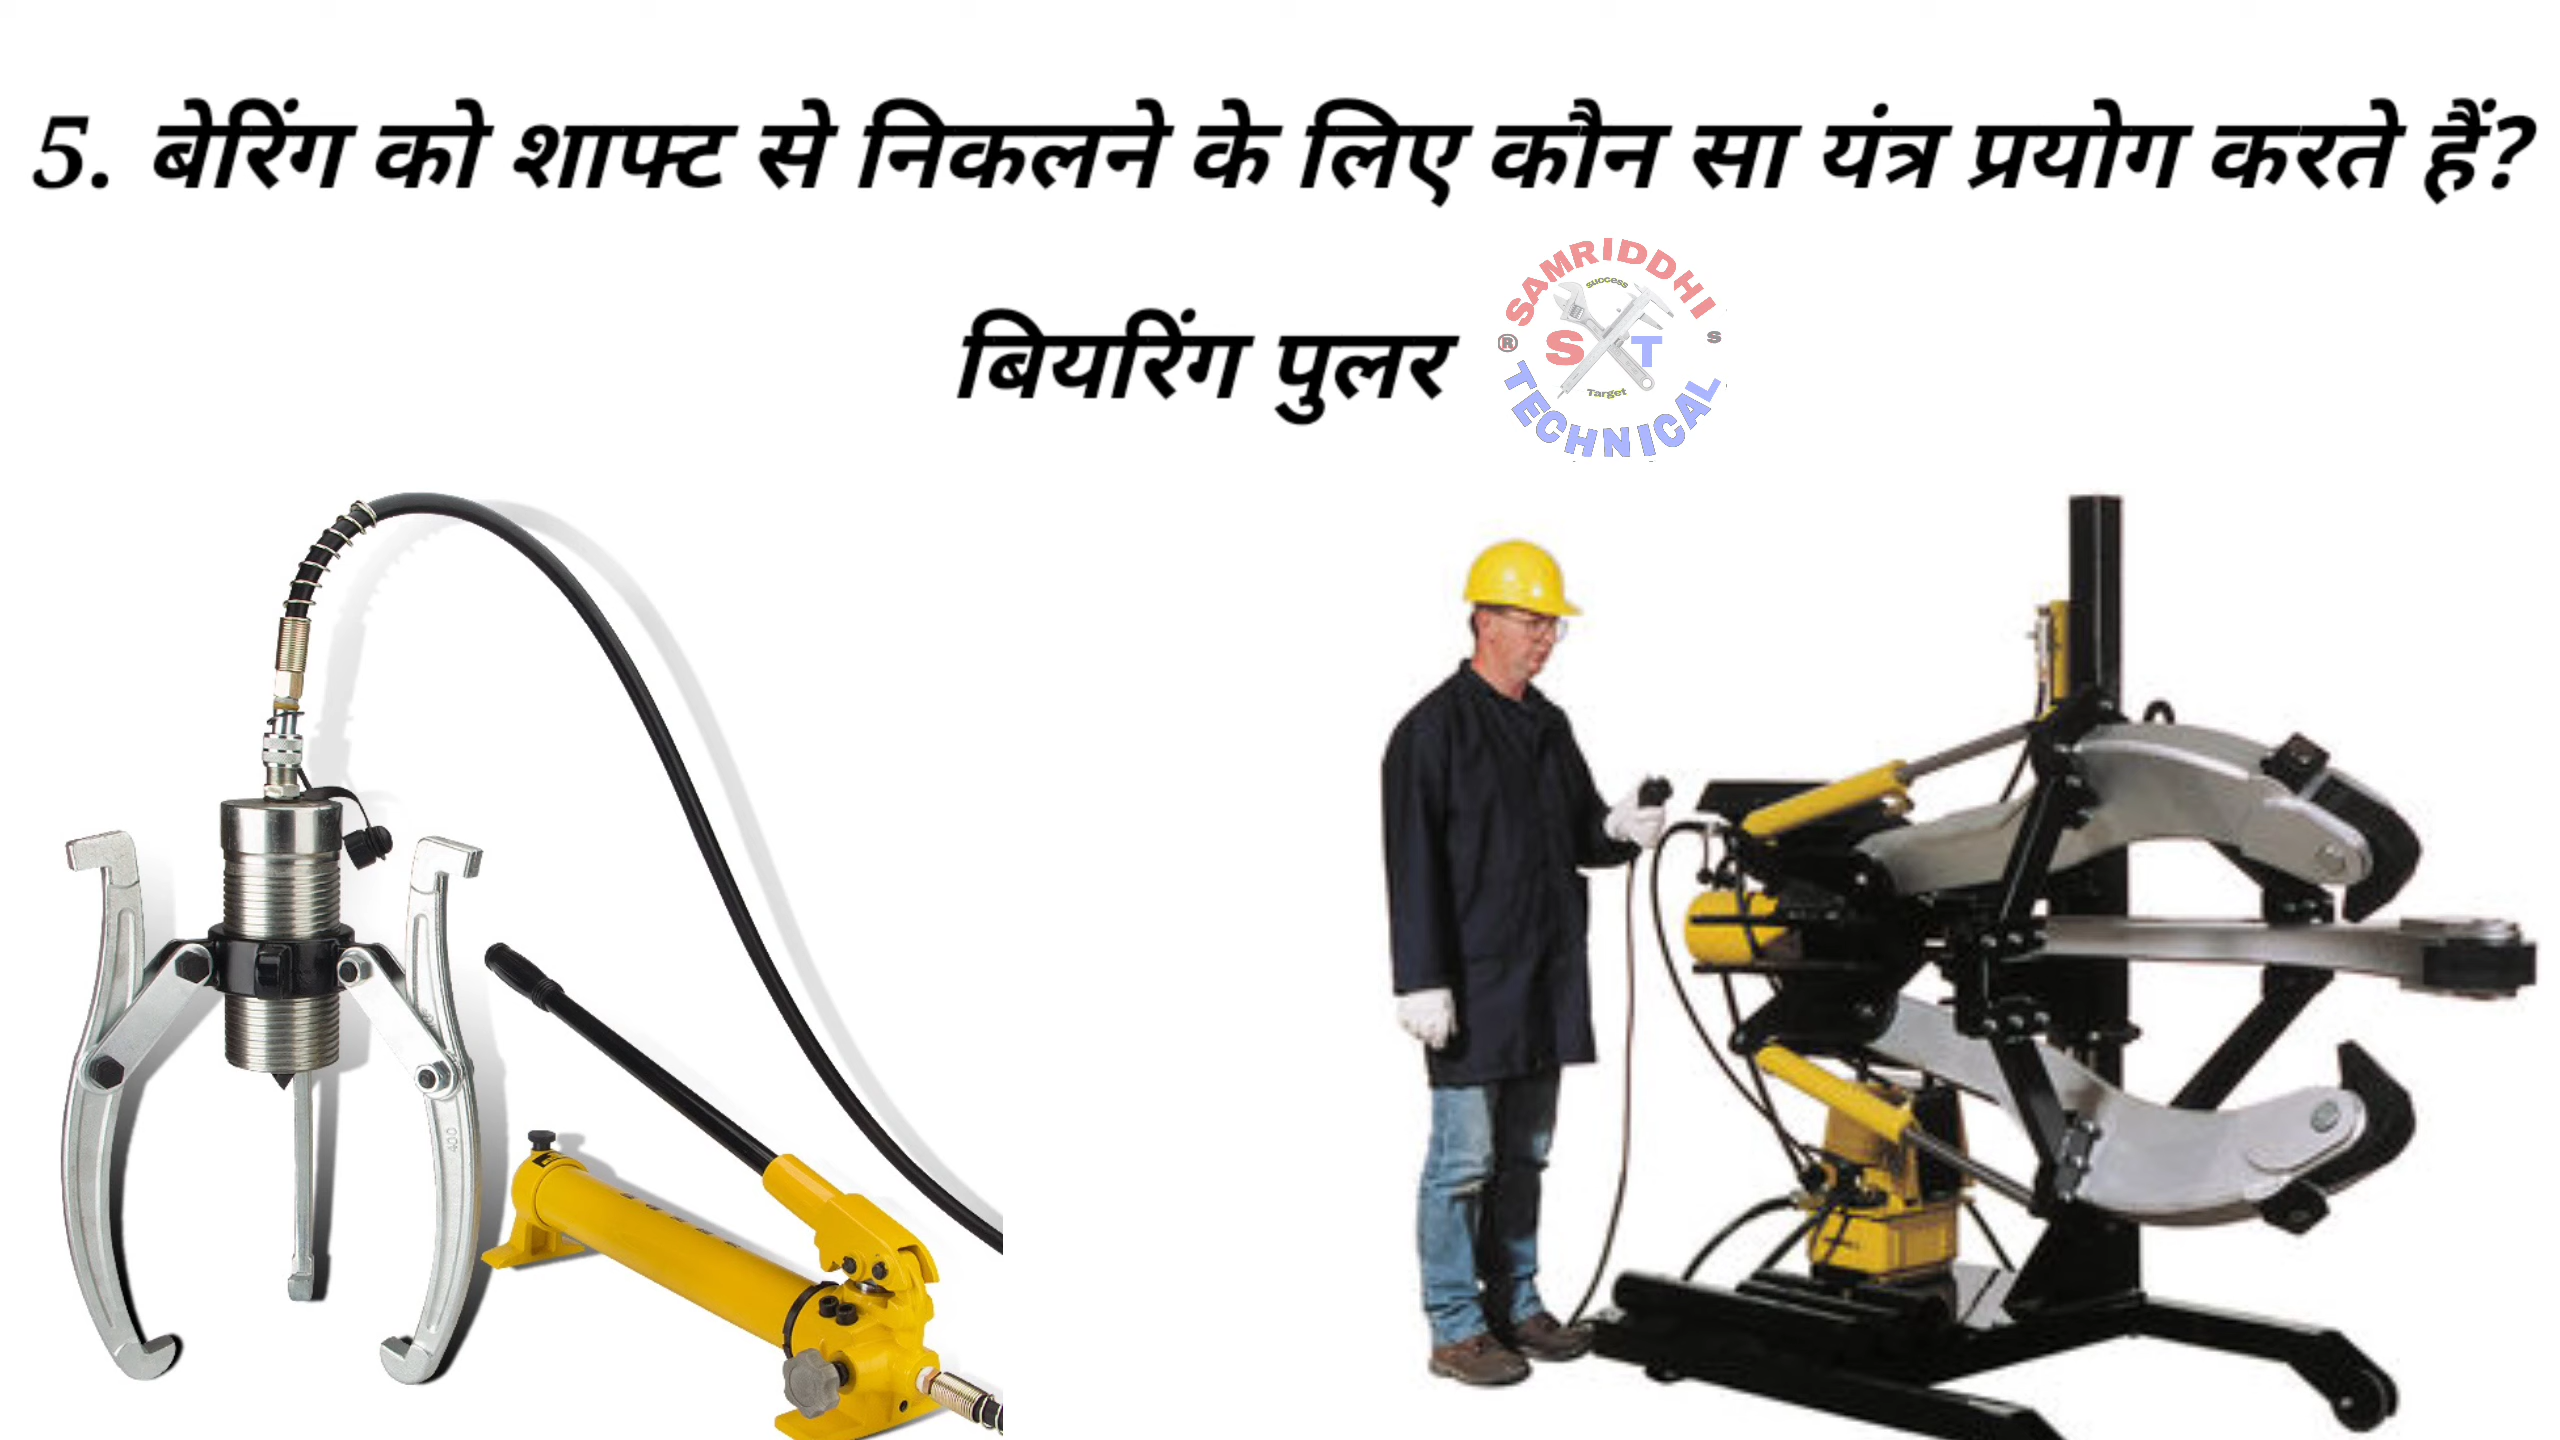 5. बेरिंग को शाफ्ट से निकलने के लिए कौन सा यंत्र प्रयोग करते हैं?
बियरिंग पुलर
SAMRIDDHI
success
® S T s
Target
TECHNICAL